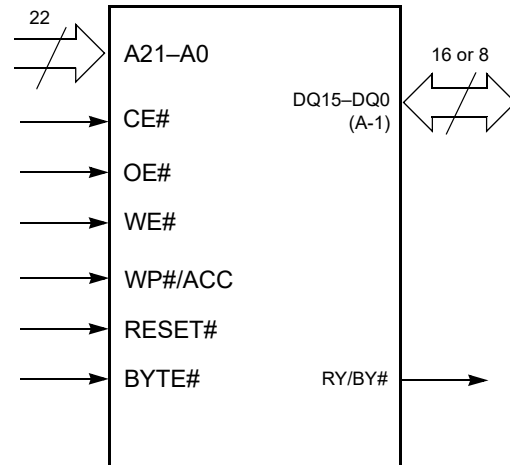 22
A21–A0
16 or 8
DQ15–DQ0
(A-1)
CE#
OE#
WE#
WP#/ACC
RESET#
BYTE#
RY/BY#